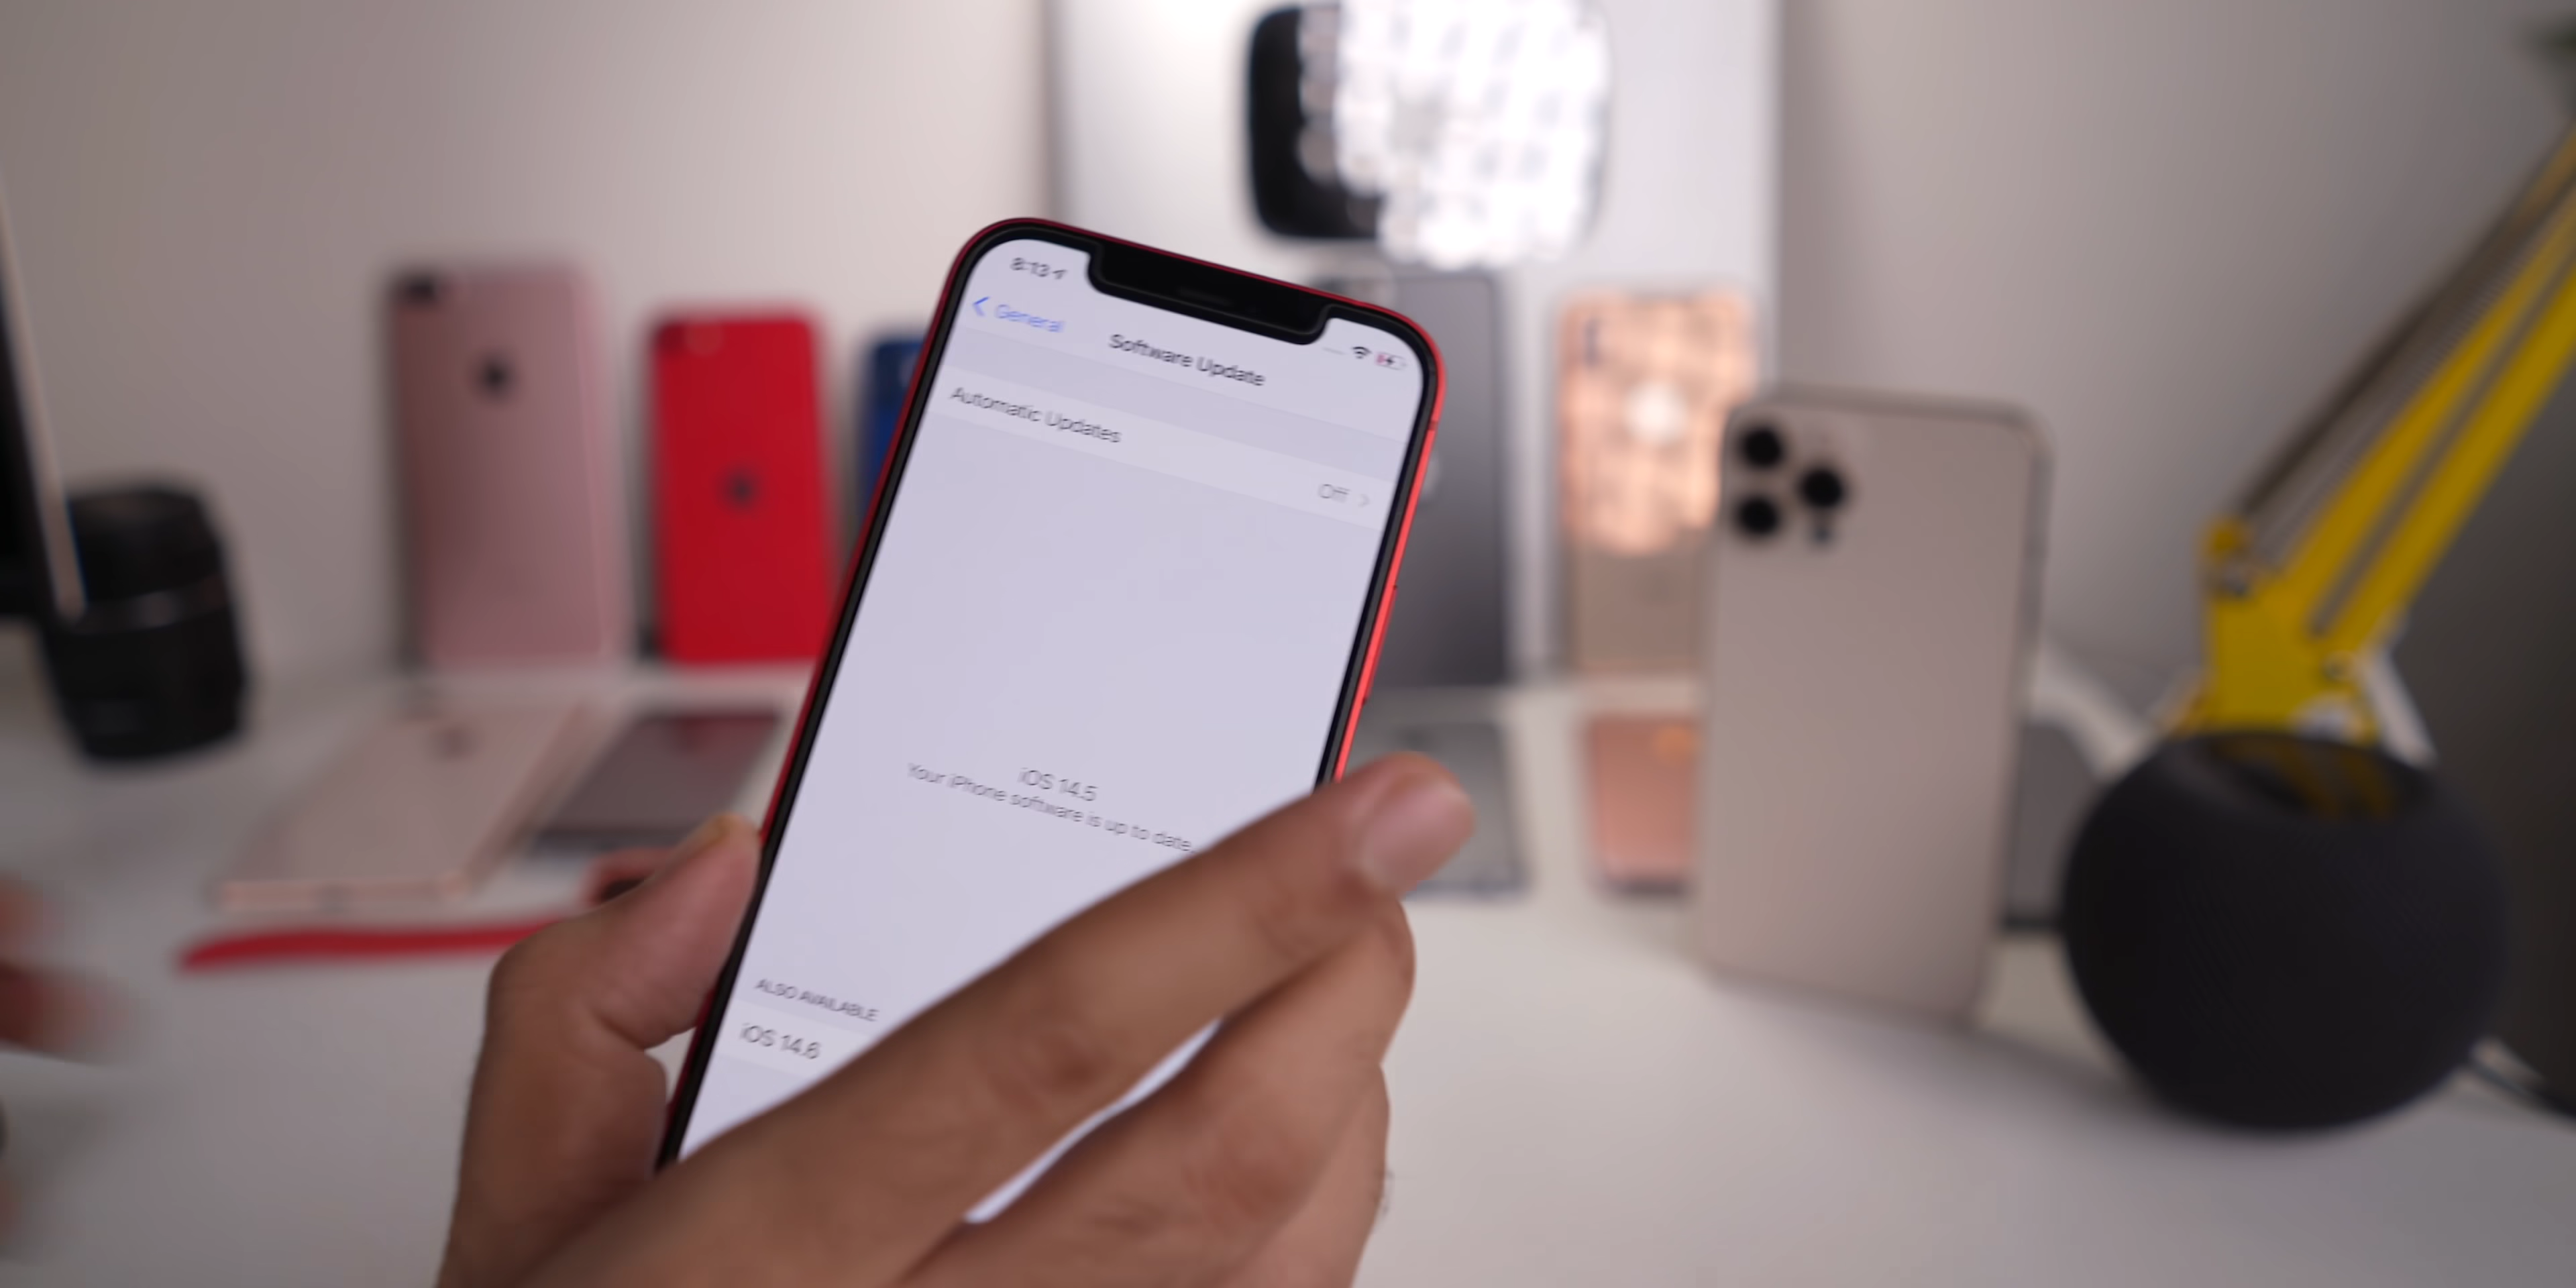 8:13
General
Software Update
Automatic Updates
Off
iOS 14.5
Your iPhone software is up to date.
ALSO AVAILABLE
iOS 14.6